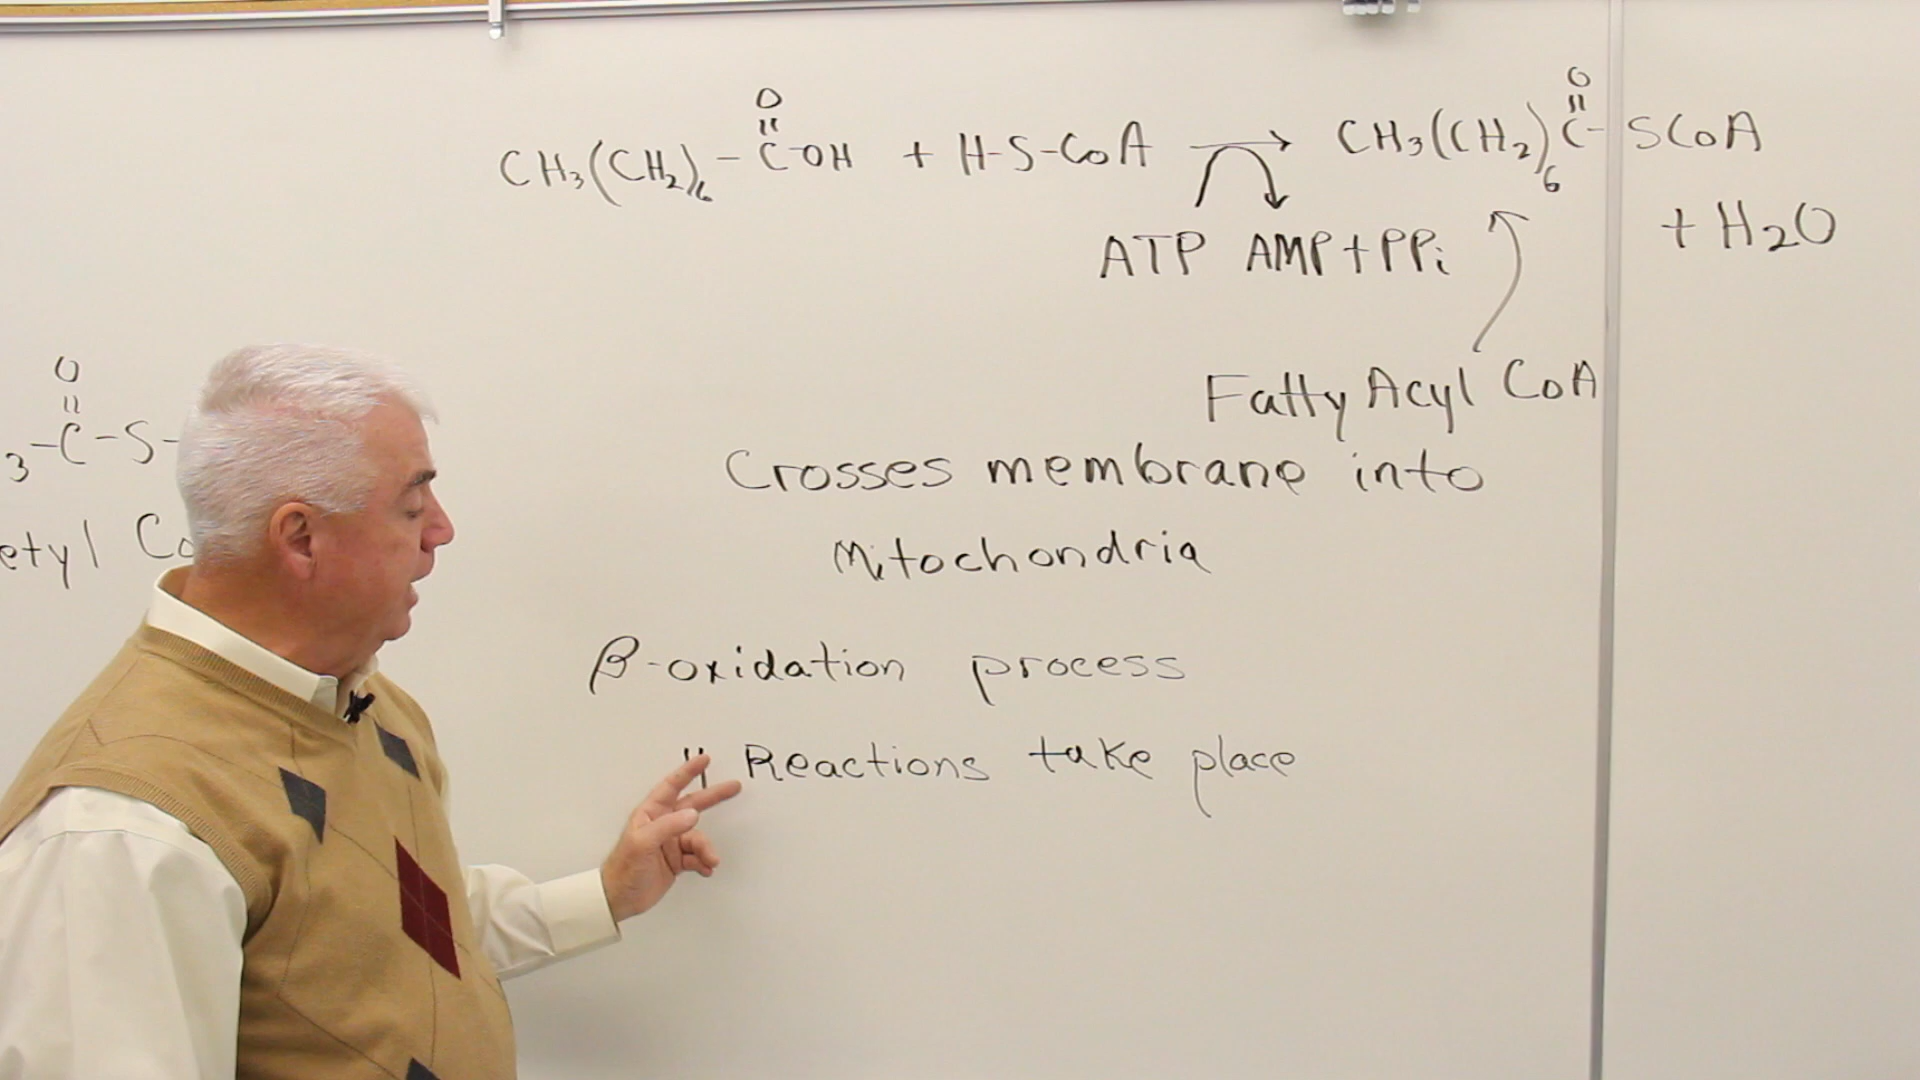 O O
|| ||
CH3(CH2)6-C-OH + H-S-CoA → CH3(CH2)6C-SCoA
+ H2O
ATP AMP+PPi
Fatty Acyl CoA
O
||
3-C-S-
Crosses membrane into
etyl Co
Mitochondria
β-oxidation process
4 Reactions take place